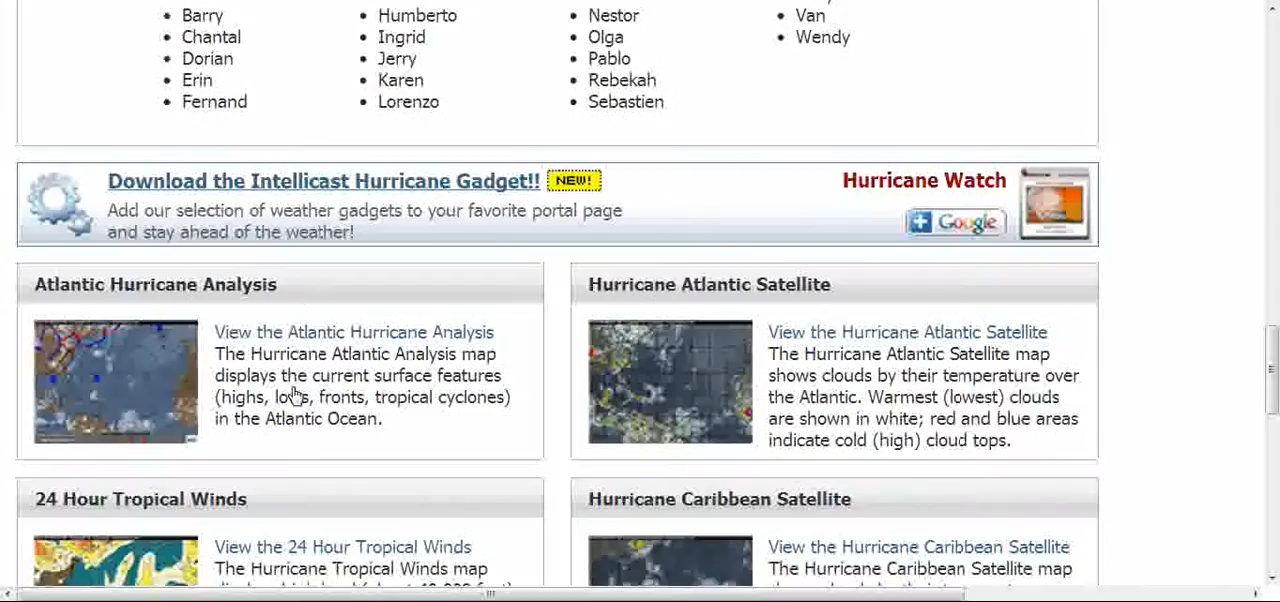 Barry
Chantal
Dorian
Erin
Fernand
Humberto
Ingrid
Jerry
Karen
Lorenzo
Nestor
Olga
Pablo
Rebekah
Sebastien
Van
Wendy
Download the Intellicast Hurricane Gadget!! NEW!
Add our selection of weather gadgets to your favorite portal page
and stay ahead of the weather!
Hurricane Watch
Google
Atlantic Hurricane Analysis
View the Atlantic Hurricane Analysis
The Hurricane Atlantic Analysis map
displays the current surface features
(highs, lows, fronts, tropical cyclones)
in the Atlantic Ocean.
Hurricane Atlantic Satellite
View the Hurricane Atlantic Satellite
The Hurricane Atlantic Satellite map
shows clouds by their temperature over
the Atlantic. Warmest (lowest) clouds
are shown in white; red and blue areas
indicate cold (high) cloud tops.
24 Hour Tropical Winds
View the 24 Hour Tropical Winds
The Hurricane Tropical Winds map
Hurricane Caribbean Satellite
View the Hurricane Caribbean Satellite
The Hurricane Caribbean Satellite map